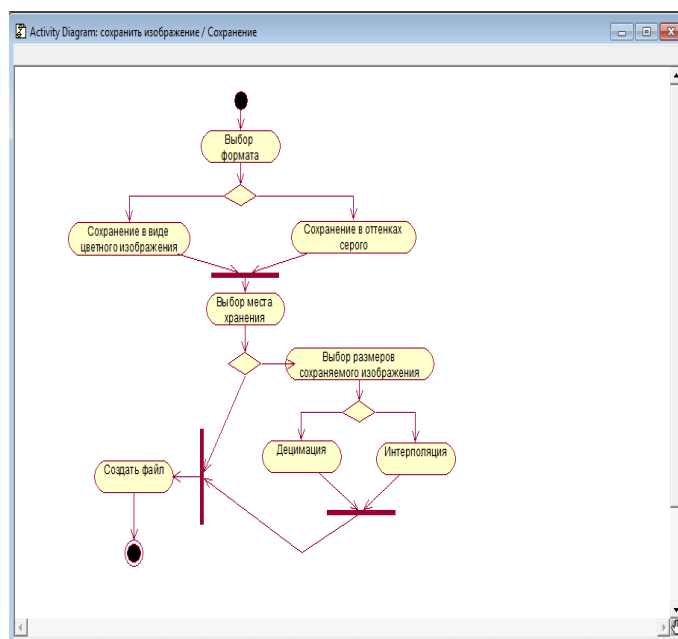 Activity Diagram: сохранить изображение / Сохранение
Выбор
формата
Сохранение в виде
цветного изображения
Сохранение в оттенках
серого
Выбор места
хранения
Выбор размеров
сохраняемого изображения
Децимация
Интерполяция
Создать файл